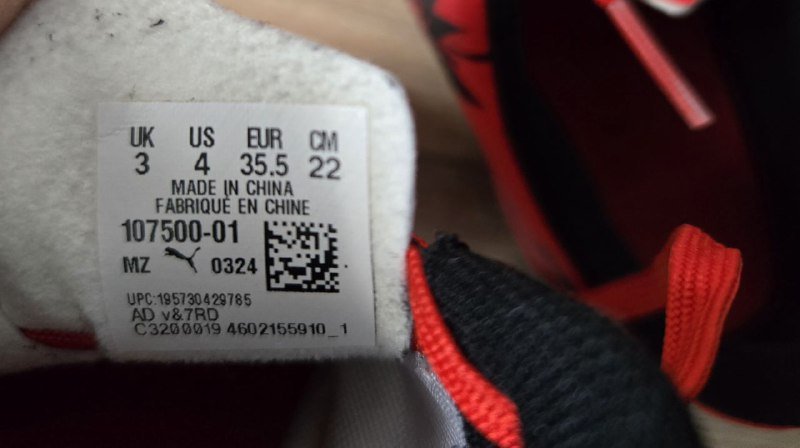 UK US EUR CM
3 4 35.5 22
MADE IN CHINA
FABRIQUÉ EN CHINE
107500-01
MZ 0324
UPC:195730429785
AD v&7RD
C3200019 4602155910_1